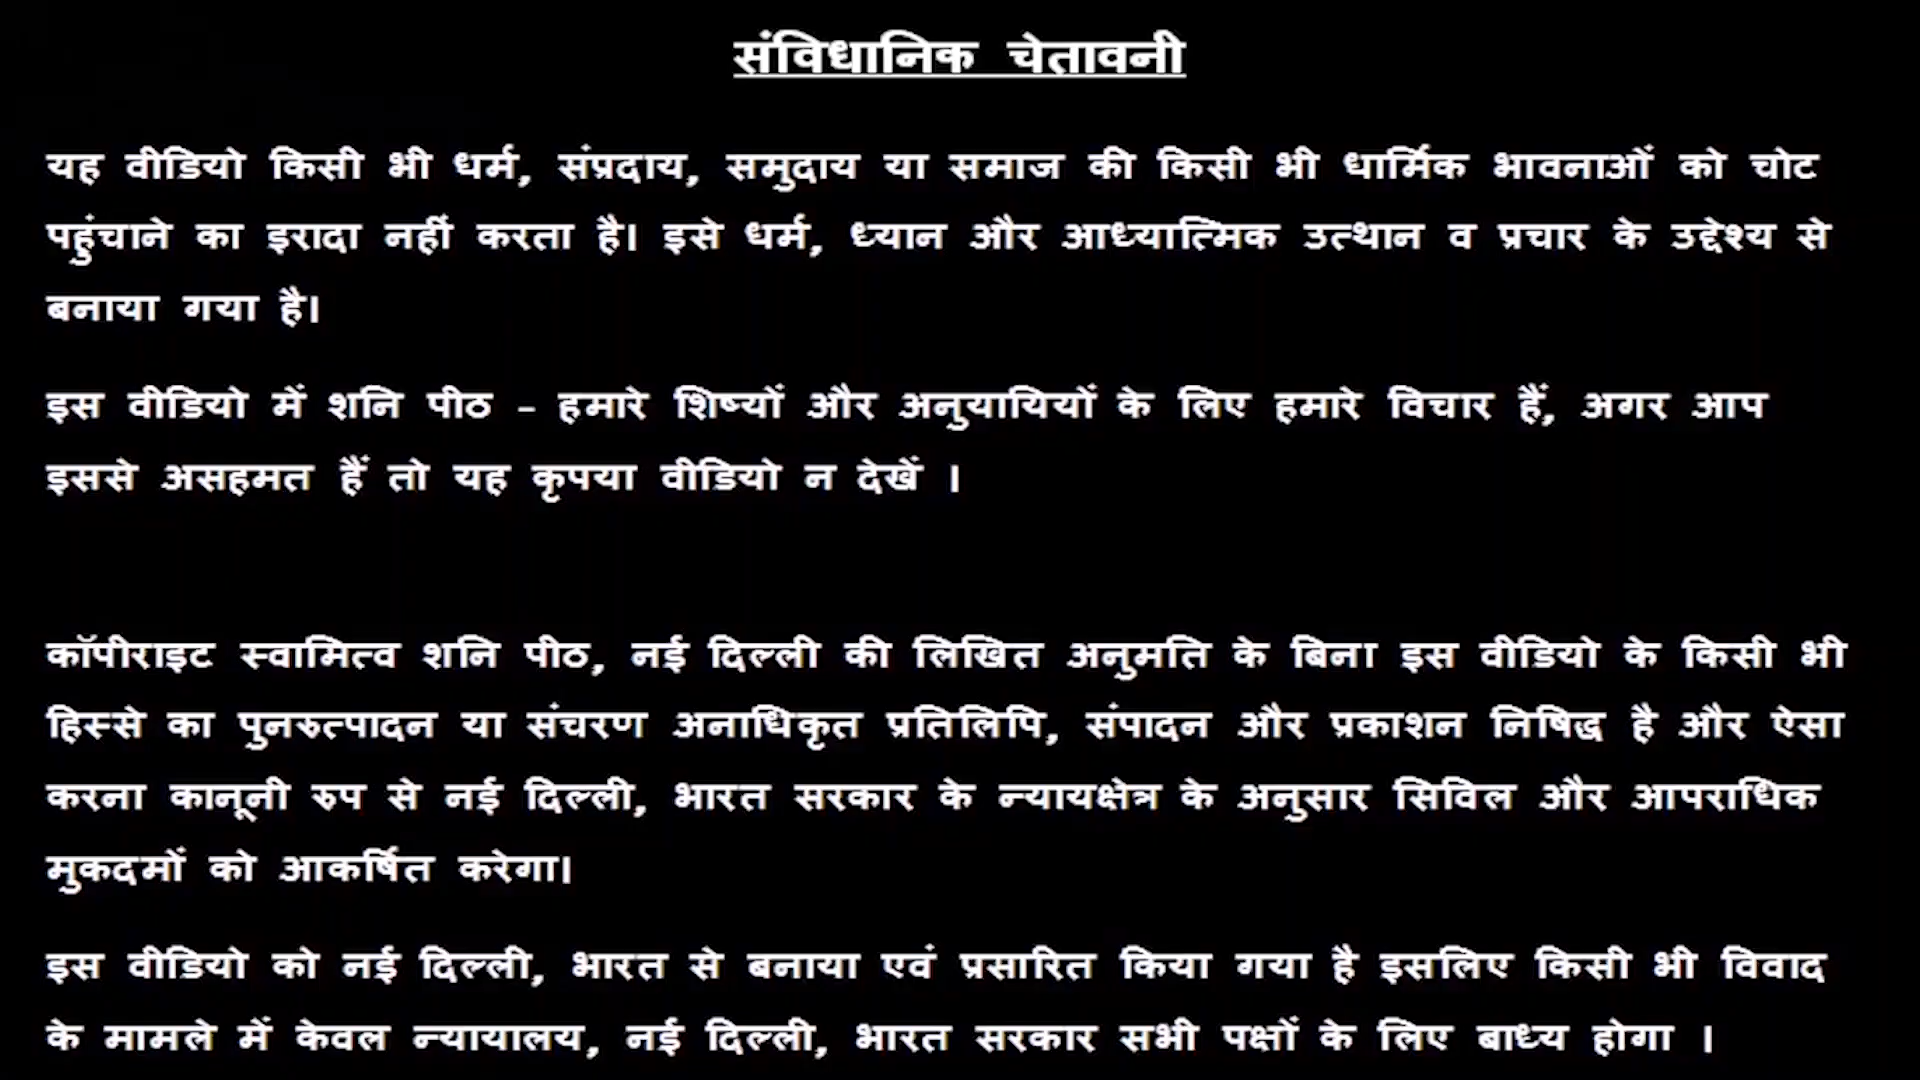 संविधानिक चेतावनी
यह वीडियो किसी भी धर्म, संप्रदाय, समुदाय या समाज की किसी भी धार्मिक भावनाओं को चोट
पहुंचाने का इरादा नहीं करता है। इसे धर्म, ध्यान और आध्यात्मिक उत्थान व प्रचार के उद्देश्य से
बनाया गया है।
इस वीडियो में शनि पीठ – हमारे शिष्यों और अनुयायियों के लिए हमारे विचार हैं, अगर आप
इससे असहमत हैं तो यह कृपया वीडियो न देखें ।
कॉपीराइट स्वामित्व शनि पीठ, नई दिल्ली की लिखित अनुमति के बिना इस वीडियो के किसी भी
हिस्से का पुनरुत्पादन या संचरण अनाधिकृत प्रतिलिपि, संपादन और प्रकाशन निषिद्ध है और ऐसा
करना कानूनी रुप से नई दिल्ली, भारत सरकार के न्यायक्षेत्र के अनुसार सिविल और आपराधिक
मुकदमों को आकर्षित करेगा।
इस वीडियो को नई दिल्ली, भारत से बनाया एवं प्रसारित किया गया है इसलिए किसी भी विवाद
के मामले में केवल न्यायालय, नई दिल्ली, भारत सरकार सभी पक्षों के लिए बाध्य होगा ।